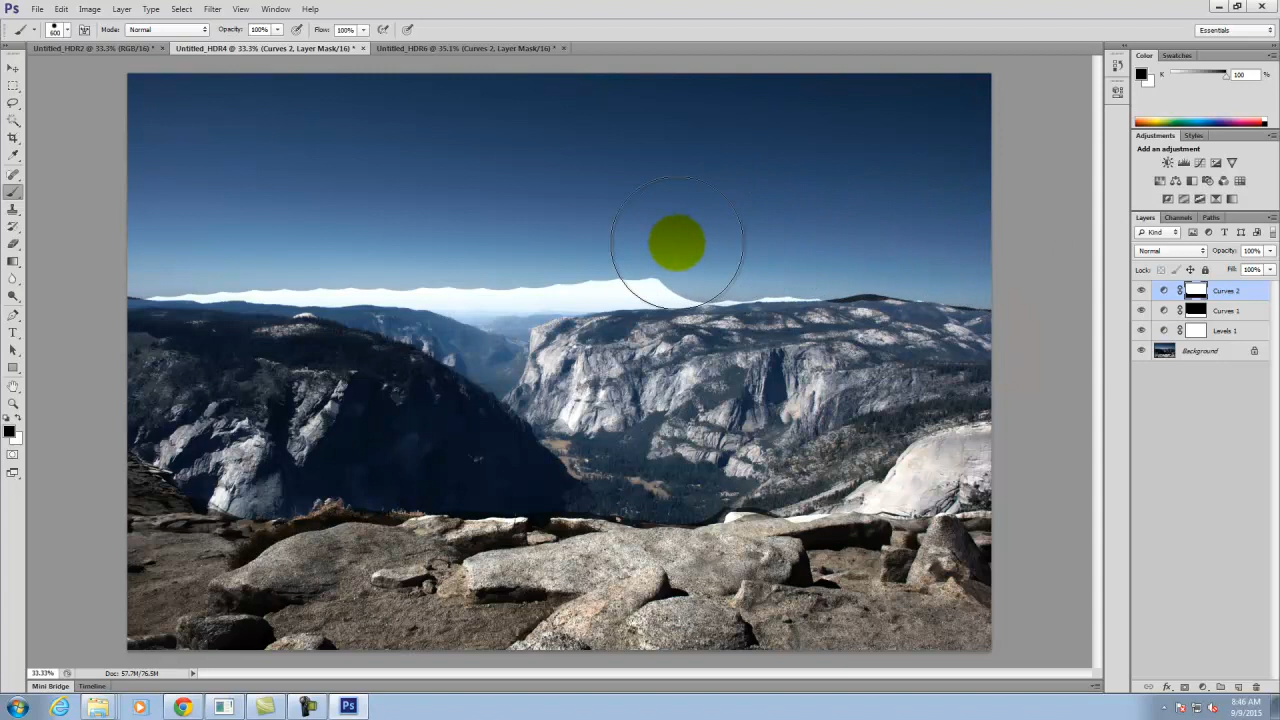 Ps File Edit Image Layer Type Select Filter Edit View Window Help
600 Mode: Normal Opacity: 100% Flow: 100% Essentials
Untitled_HDR2 @ 33.3% (RGB/16) * × Untitled_HDR4 @ 33.3% (Curves 2, Layer Mask/16) * × Untitled_HDR6 @ 35.1% (Curves 2, Layer Mask/16) * ×
Color Swatches
K 100 %
Adjustments Styles
Add an adjustment
Layers Channels Paths
Kind
Normal Opacity: 100%
Lock: Fill: 100%
Curves 2
Curves 1
Levels 1
Background
33.33% Doc: 57.7M/76.5M
Mini Bridge Timeline
Ps
8:46 AM
9/9/2015